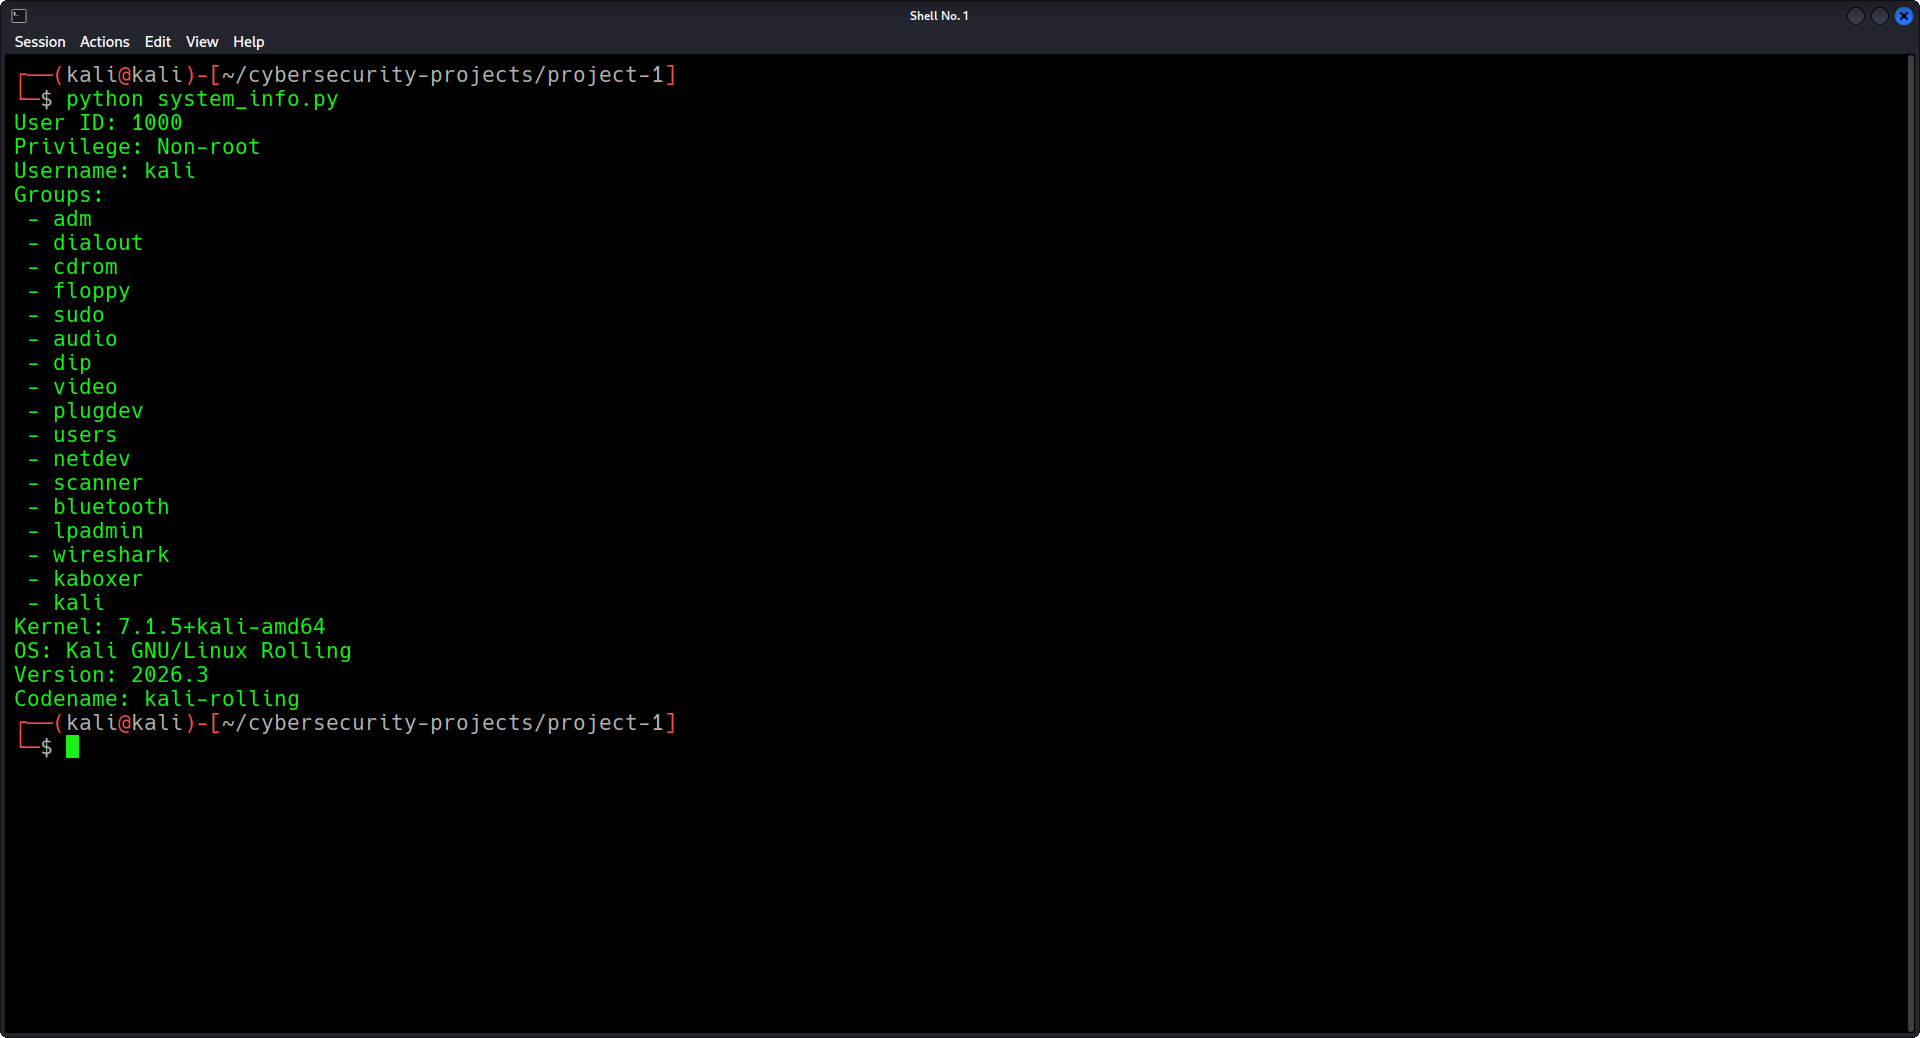 Shell No. 1
Session Actions Edit View Help
┌──(kali@kali)-[~/cybersecurity-projects/project-1]
└─$ python system_info.py
User ID: 1000
Privilege: Non-root
Username: kali
Groups:
 - adm
 - dialout
 - cdrom
 - floppy
 - sudo
 - audio
 - dip
 - video
 - plugdev
 - users
 - netdev
 - scanner
 - bluetooth
 - lpadmin
 - wireshark
 - kaboxer
 - kali
Kernel: 7.1.5+kali-amd64
OS: Kali GNU/Linux Rolling
Version: 2026.3
Codename: kali-rolling
┌──(kali@kali)-[~/cybersecurity-projects/project-1]
└─$